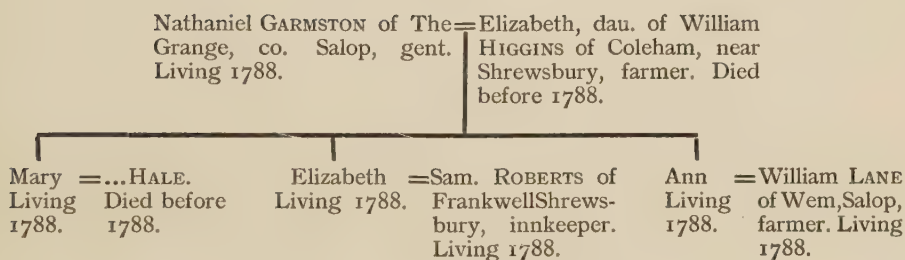 Nathaniel GARMSTON of The
Grange, co. Salop, gent.
Living 1788.
=Elizabeth, dau. of William
HIGGINS of Coleham, near
Shrewsbury, farmer. Died
before 1788.
Mary
Living
1788.
=...HALE.
Died before
1788.
Elizabeth
Living 1788.
=Sam. ROBERTS of
FrankwellShrews-
bury, innkeeper.
Living 1788.
Ann
Living
1788.
=William LANE
of Wem,Salop,
farmer. Living
1788.